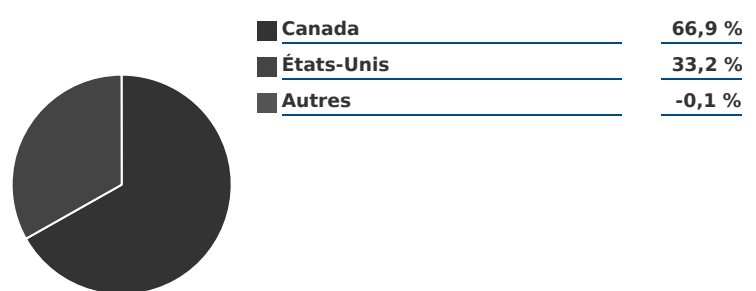 Canada 66,9 %
États-Unis 33,2 %
Autres -0,1 %